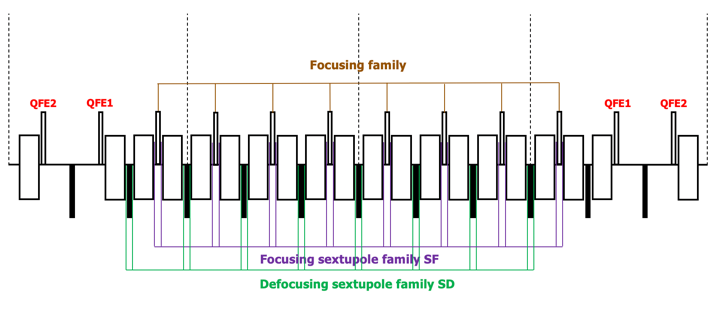 Focusing family
QFE2
QFE1
QFE1
QFE2
Focusing sextupole family SF
Defocusing sextupole family SD